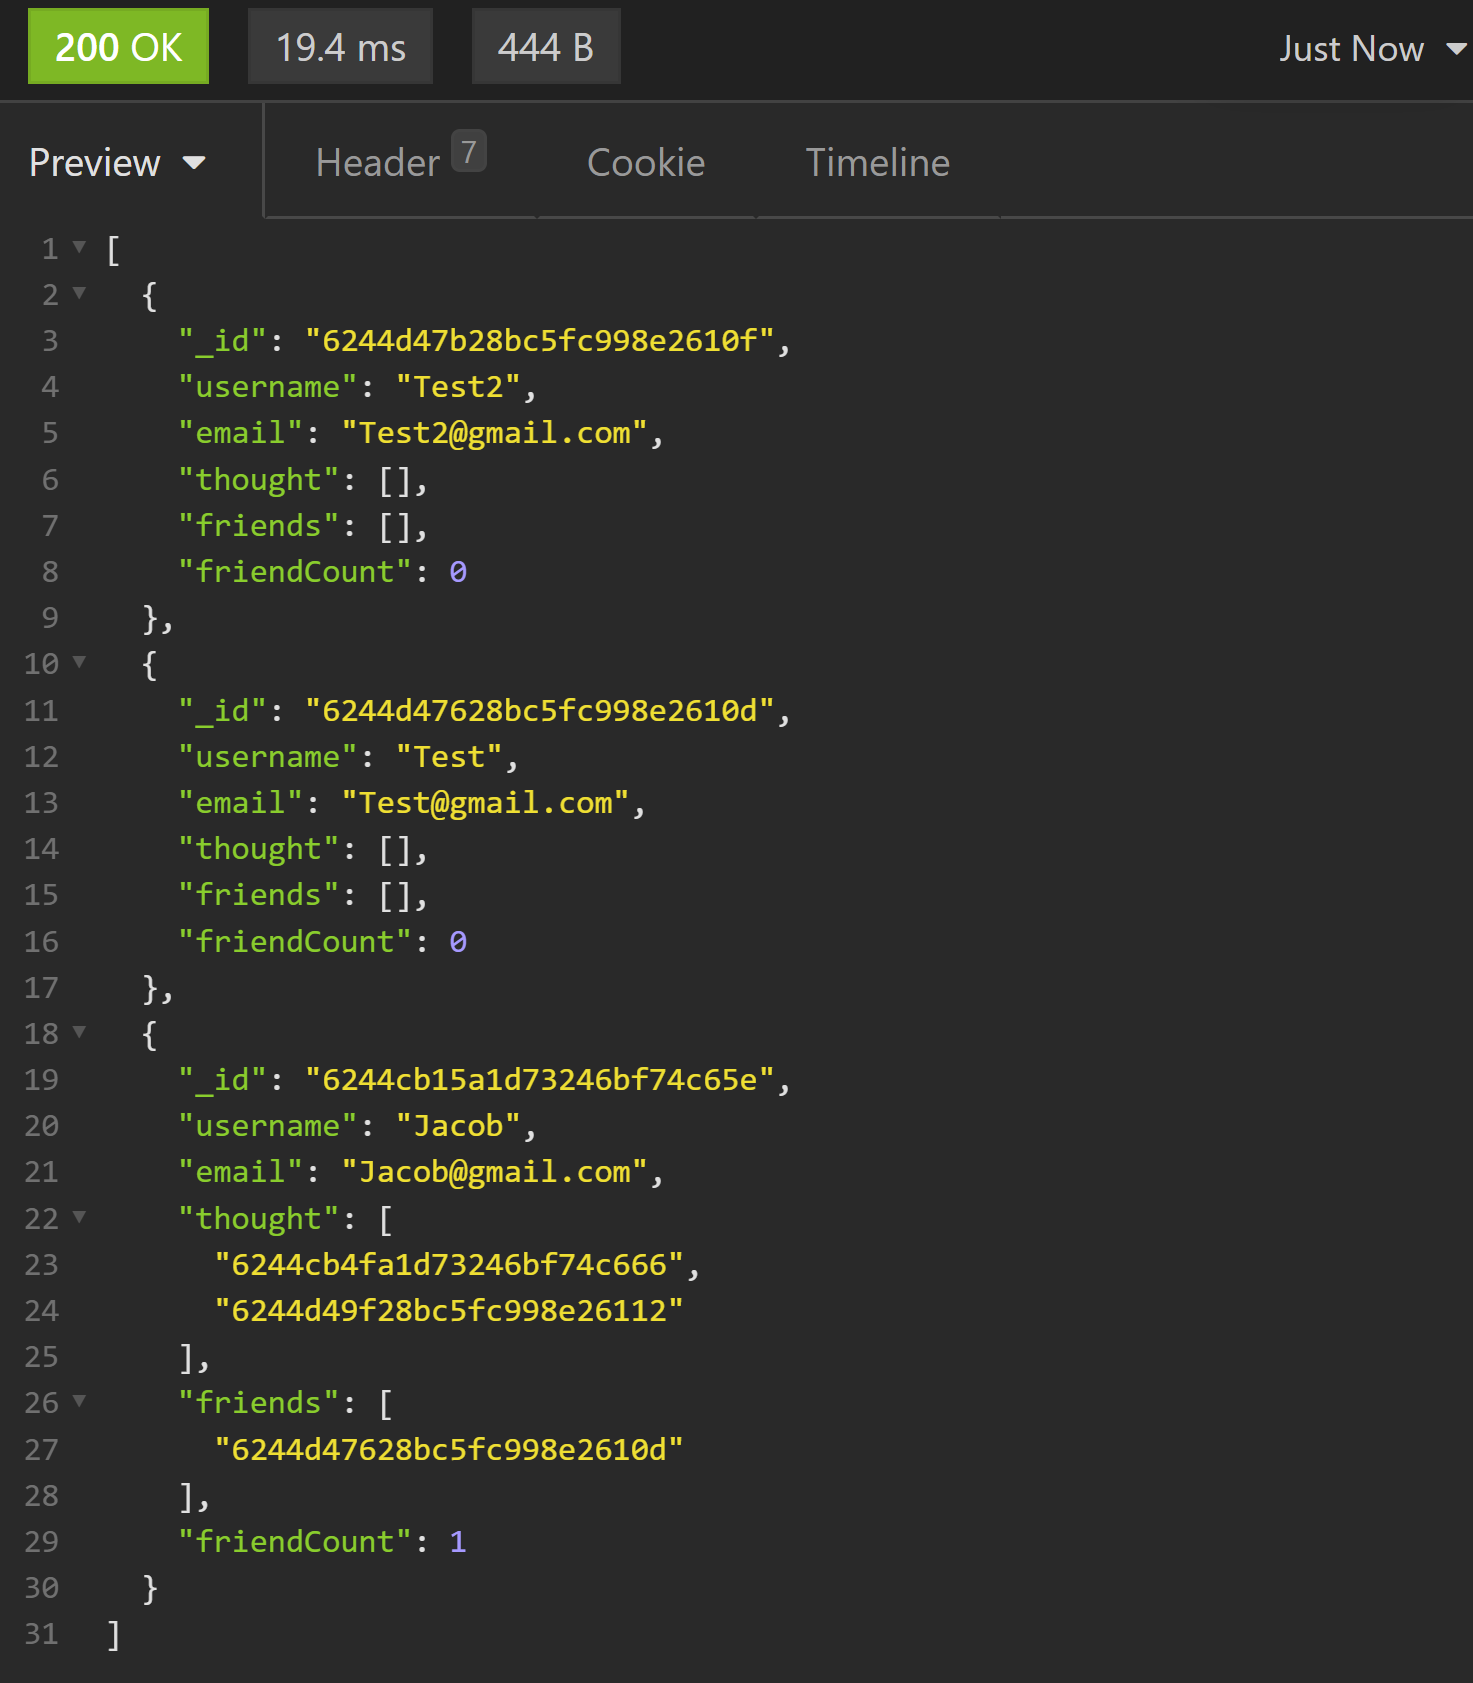 200 OK 19.4 ms 444 B Just Now
Preview Header 7 Cookie Timeline
1 [
2 {
3 "_id": "6244d47b28bc5fc998e2610f",
4 "username": "Test2",
5 "email": "Test2@gmail.com",
6 "thought": [],
7 "friends": [],
8 "friendCount": 0
9 },
10 {
11 "_id": "6244d47628bc5fc998e2610d",
12 "username": "Test",
13 "email": "Test@gmail.com",
14 "thought": [],
15 "friends": [],
16 "friendCount": 0
17 },
18 {
19 "_id": "6244cb15a1d73246bf74c65e",
20 "username": "Jacob",
21 "email": "Jacob@gmail.com",
22 "thought": [
23 "6244cb4fa1d73246bf74c666",
24 "6244d49f28bc5fc998e26112"
25 ],
26 "friends": [
27 "6244d47628bc5fc998e2610d"
28 ],
29 "friendCount": 1
30 }
31 ]